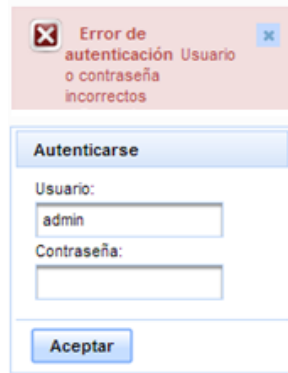 Error de
autenticación Usuario
o contraseña
incorrectos
Autenticarse
Usuario:
admin
Contraseña:
Aceptar